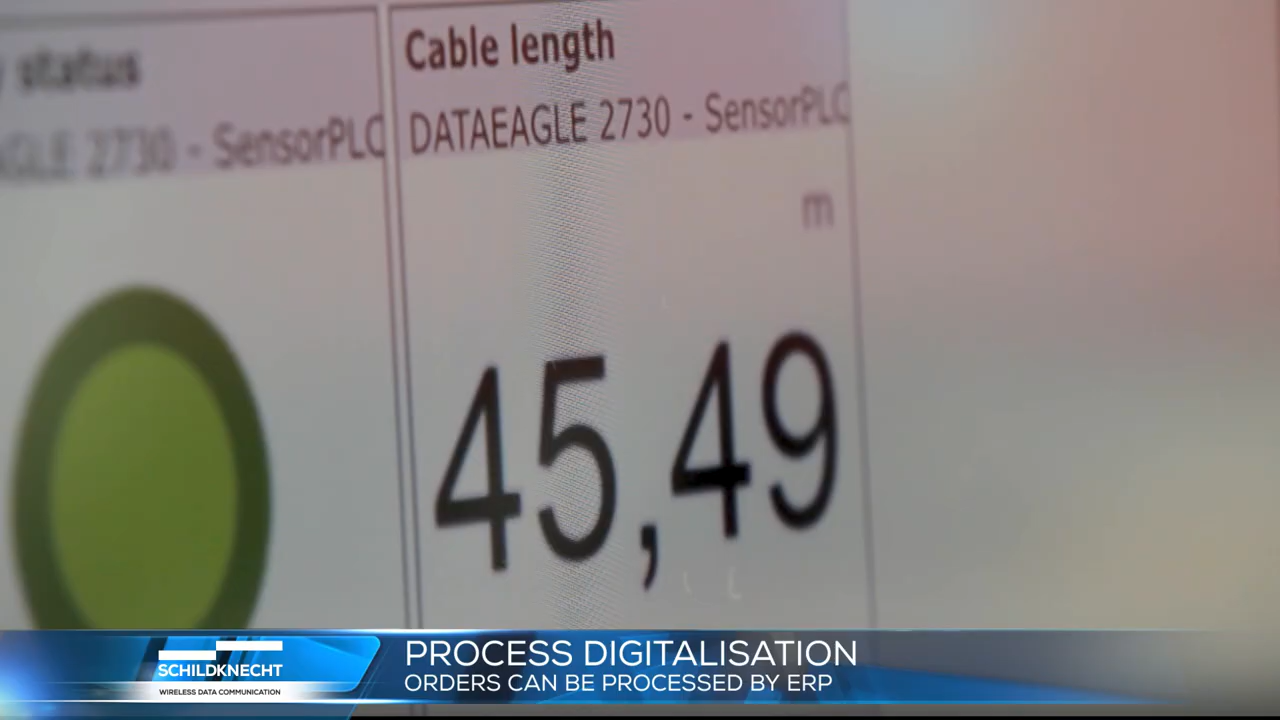 status
AGLE 2730 - SensorPLC
Cable length
DATAEAGLE 2730 - SensorPLC
m
45,49
SCHILDKNECHT
WIRELESS DATA COMMUNICATION
PROCESS DIGITALISATION
ORDERS CAN BE PROCESSED BY ERP